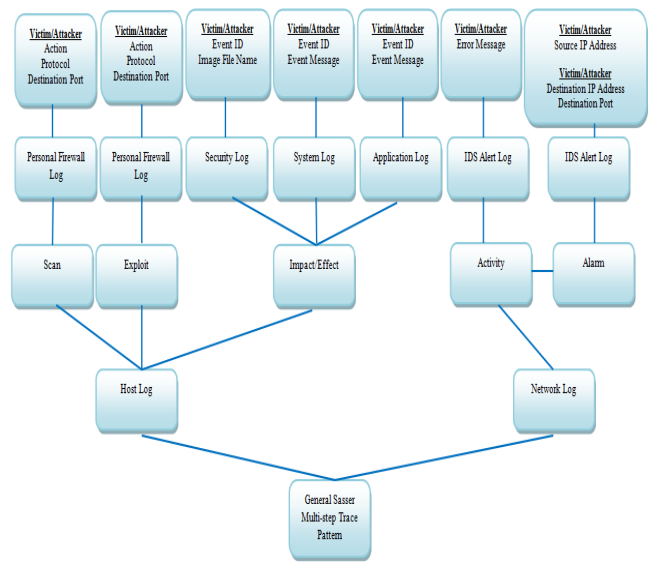 Victim/Attacker
Action
Protocol
Destination Port
Victim/Attacker
Action
Protocol
Destination Port
Victim/Attacker
Event ID
Image File Name
Victim/Attacker
Event ID
Event Message
Victim/Attacker
Event ID
Event Message
Victim/Attacker
Error Message
Victim/Attacker
Source IP Address
Victim/Attacker
Destination IP Address
Destination Port
Personal Firewall
Log
Personal Firewall
Log
Security Log
System Log
Application Log
IDS Alert Log
IDS Alert Log
Scan
Exploit
Impact/Effect
Activity
Alarm
Host Log
Network Log
General Sasser
Multi-step Trace
Pattern